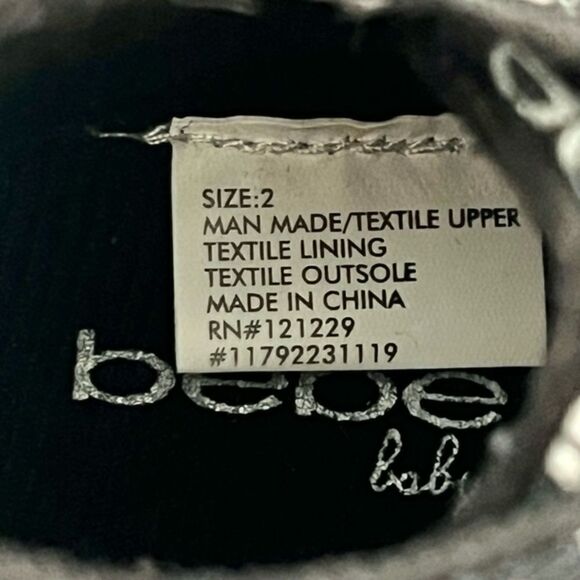 SIZE:2
MAN MADE/TEXTILE UPPER
TEXTILE LINING
TEXTILE OUTSOLE
MADE IN CHINA
RN#121229
#11792231119
bebe